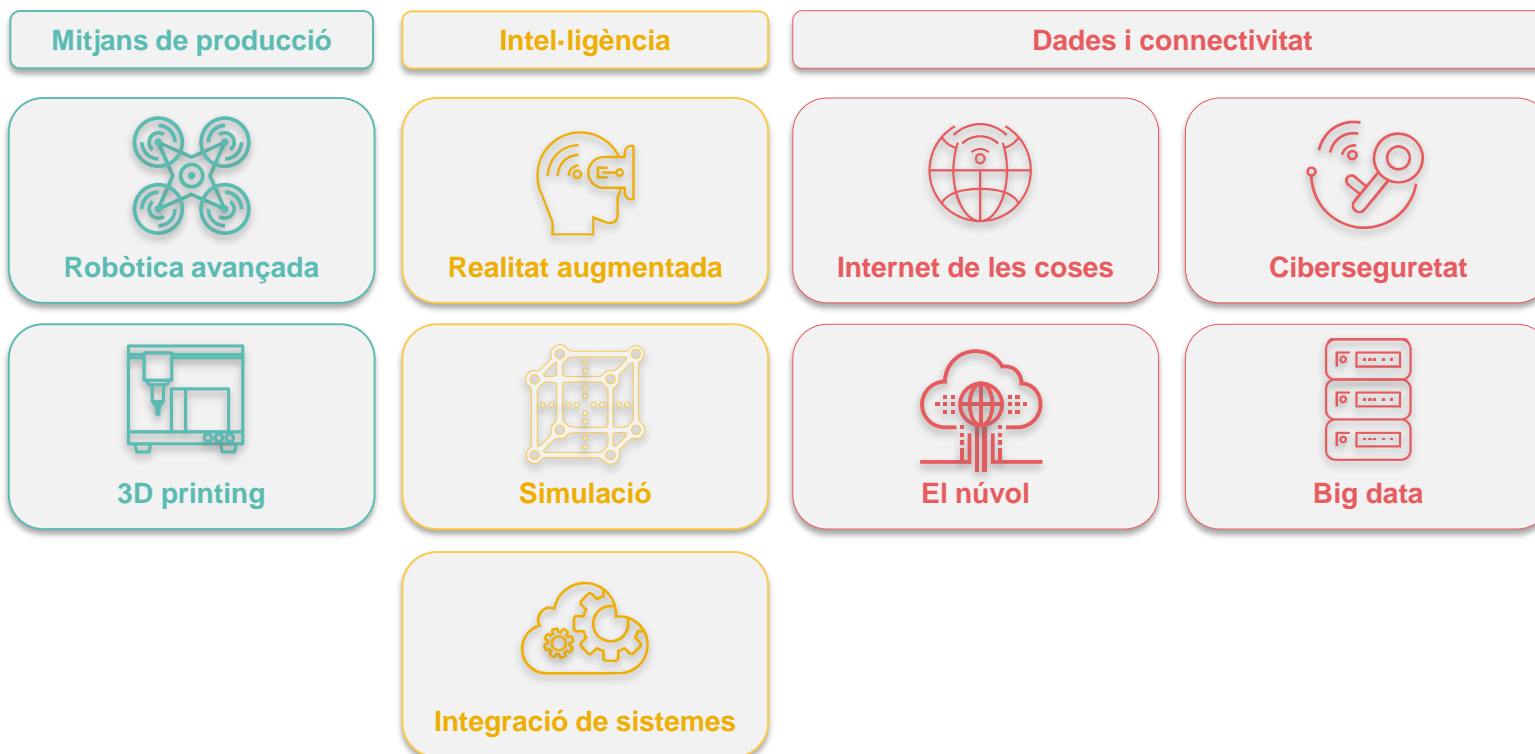 Mitjans de producció
Intel·ligència
Dades i connectivitat
Robòtica avançada
Realitat augmentada
Internet de les coses
Ciberseguretat
3D printing
Simulació
El núvol
Big data
Integració de sistemes